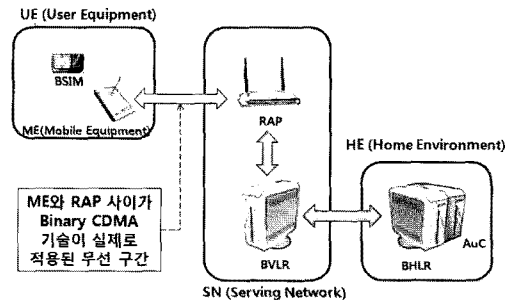 UE (User Equipment)
BSIM
ME(Mobile Equipment)
RAP
HE (Home Environment)
ME와 RAP 사이가
Binary CDMA
기술이 실제로
적용된 무선 구간
BVLR
BHLR
AuC
SN (Serving Network)